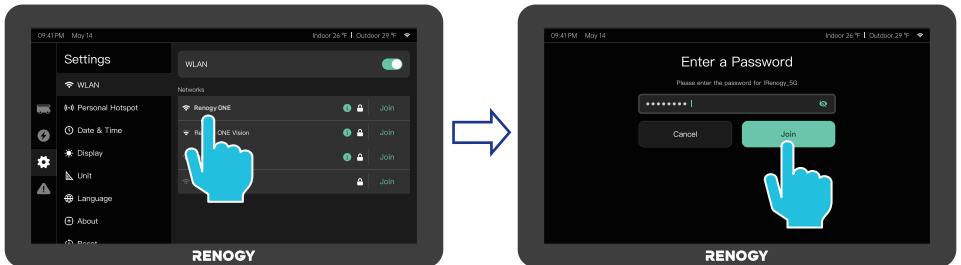 09:41 PM May 14 Indoor 26 °F | Outdoor 29 °F
Settings
WLAN
Personal Hotspot
Date & Time
Display
Unit
Language
About
Reset
WLAN
Networks
Renogy ONE Join
ONE Vision Join
Join
Join
RENOGY
09:41 PM May 14 Indoor 26 °F | Outdoor 29 °F
Enter a Password
Please enter the password for !Renogy_5G
Cancel
Join
RENOGY